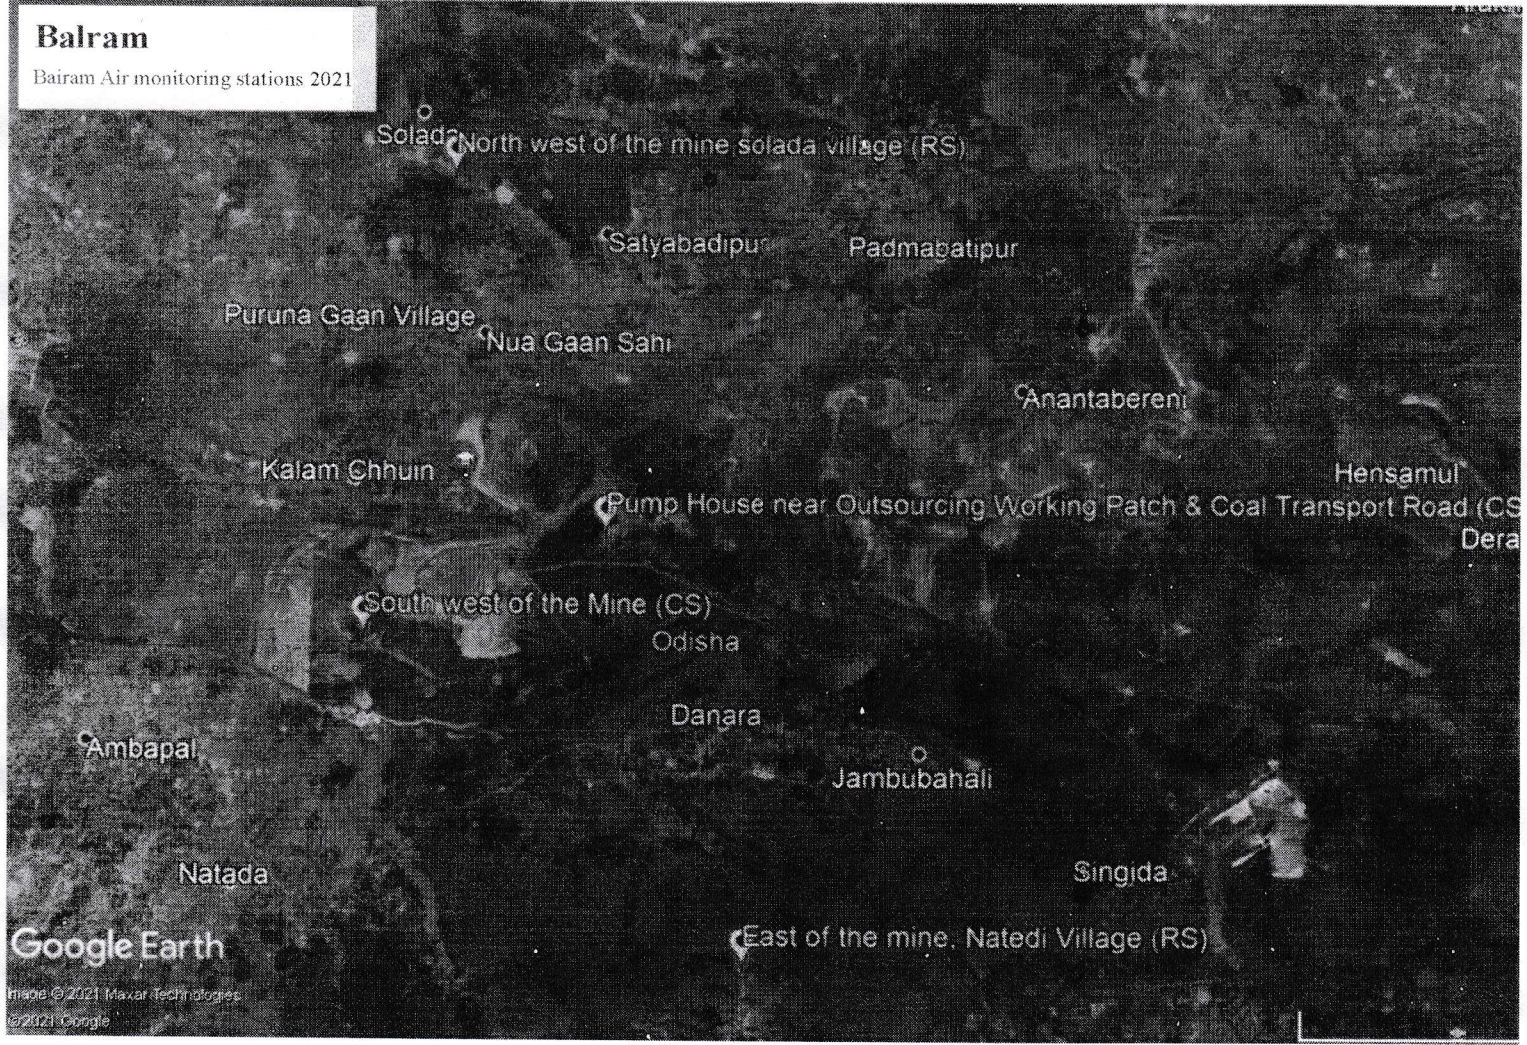 Balram
Bairam Air monitoring stations 2021
Solada
North west of the mine,solada village (RS)
Satyabadipur
Padmabatipur
Puruna Gaan Village
Nua Gaan Sahi
Anantabereni
Kalam Chhuin
Hensamul
Pump House near Outsourcing Working Patch & Coal Transport Road (CS
Dera
South west of the Mine (CS)
Odisha
Danara
Ambapal
Jambubahali
Natada
Singida
East of the mine, Natedi Village (RS)
Google Earth
Image © 2021 Maxar Technologies
©2021 Google